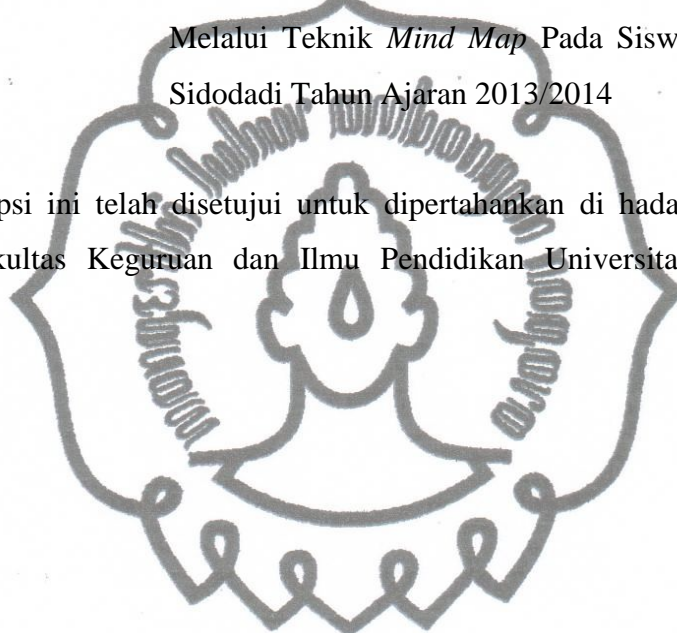 Melalui Teknik Mind Map Pada Sisw
Sidodadi Tahun Ajaran 2013/2014
psi ini telah disetujui untuk dipertahankan di hada
kultas Keguruan dan Ilmu Pendidikan Universita